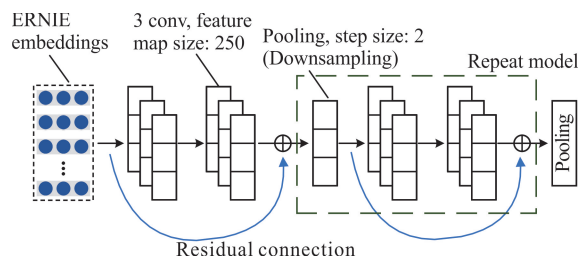 ERNIE
embeddings
3 conv, feature
map size: 250
Pooling, step size: 2
(Downsampling)
Repeat model
Pooling
Residual connection